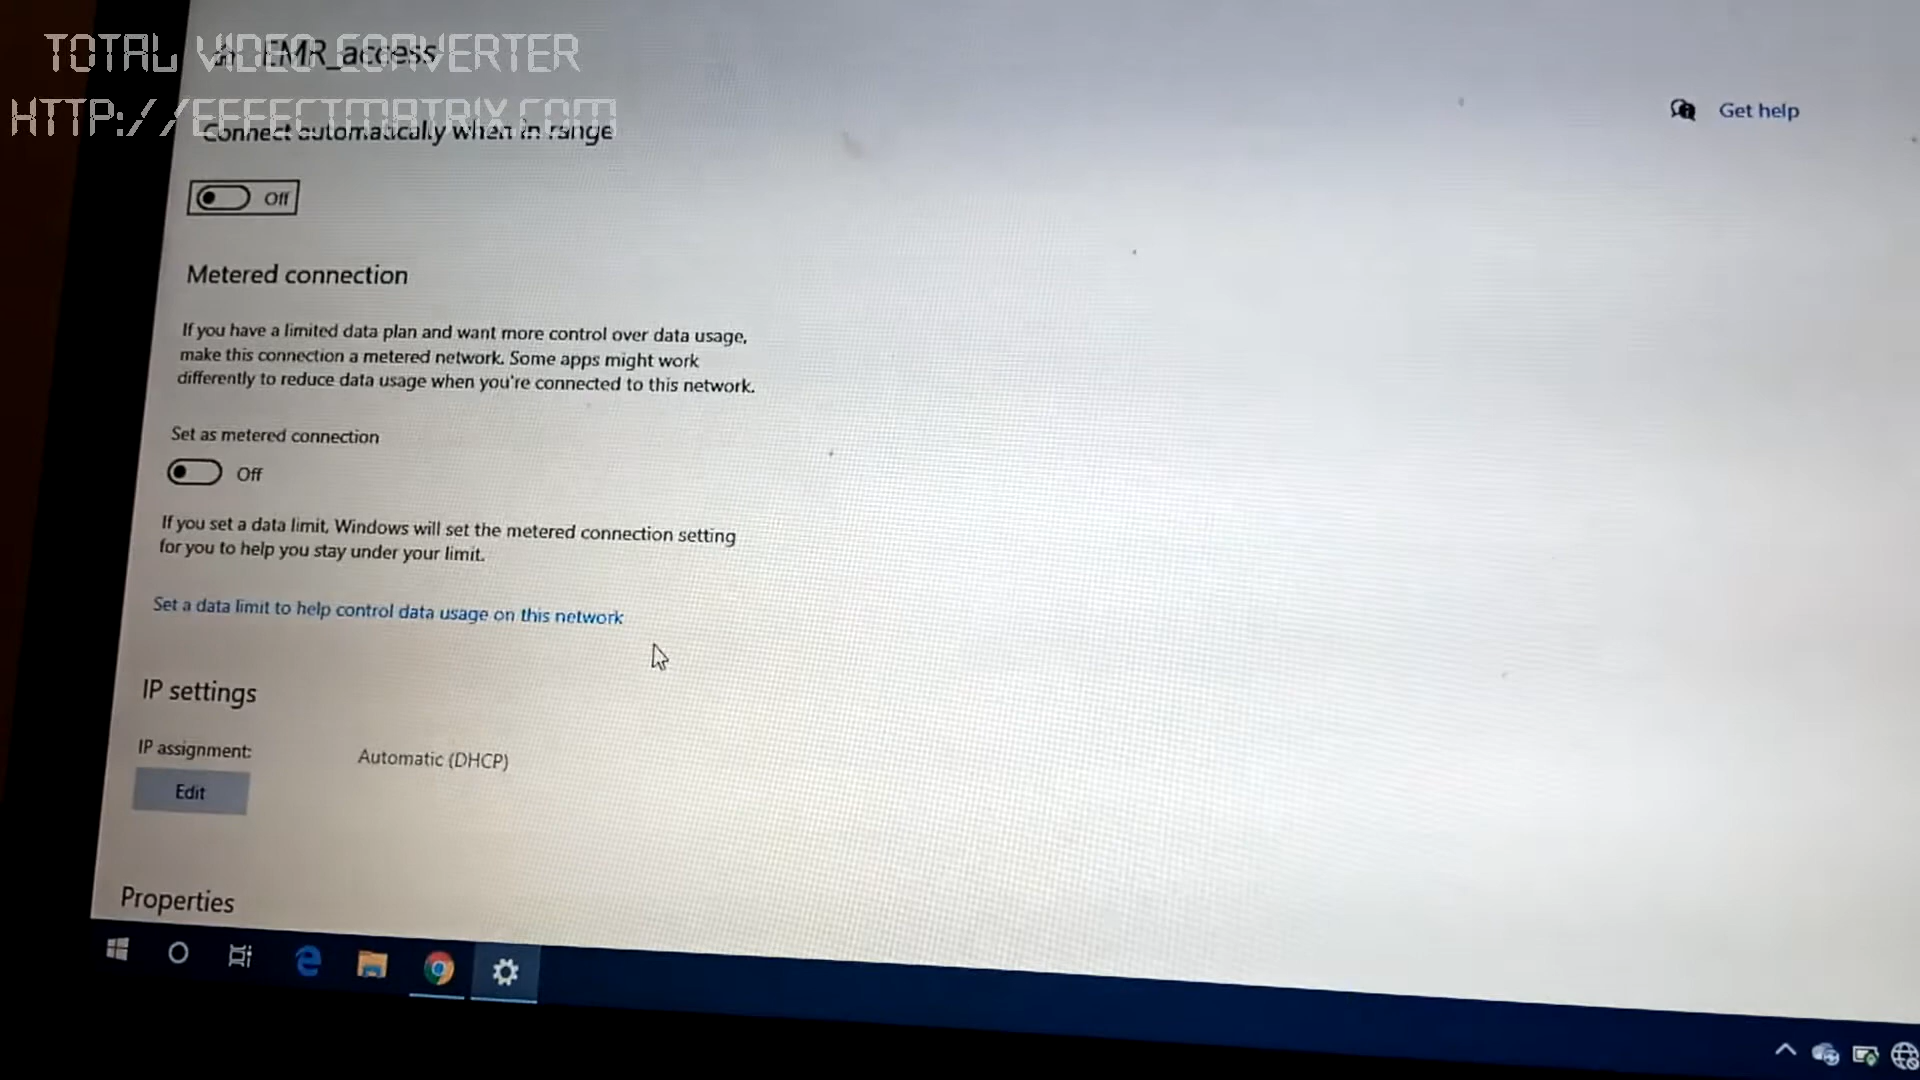 TOTAL VIDEO CONVERTER
EMR_access
HTTP://EFFECTMATRIX.COM
Connect automatically when in range
Get help
Off
Metered connection
If you have a limited data plan and want more control over data usage,
make this connection a metered network. Some apps might work
differently to reduce data usage when you're connected to this network.
Set as metered connection
Off
If you set a data limit, Windows will set the metered connection setting
for you to help you stay under your limit.
Set a data limit to help control data usage on this network
IP settings
IP assignment:
Automatic (DHCP)
Edit
Properties